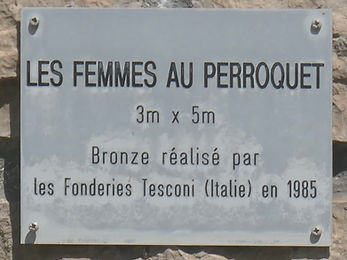 LES FEMMES AU PERROQUET
3m x 5m
Bronze réalisé par
les Fonderies Tesconi (Italie) en 1985